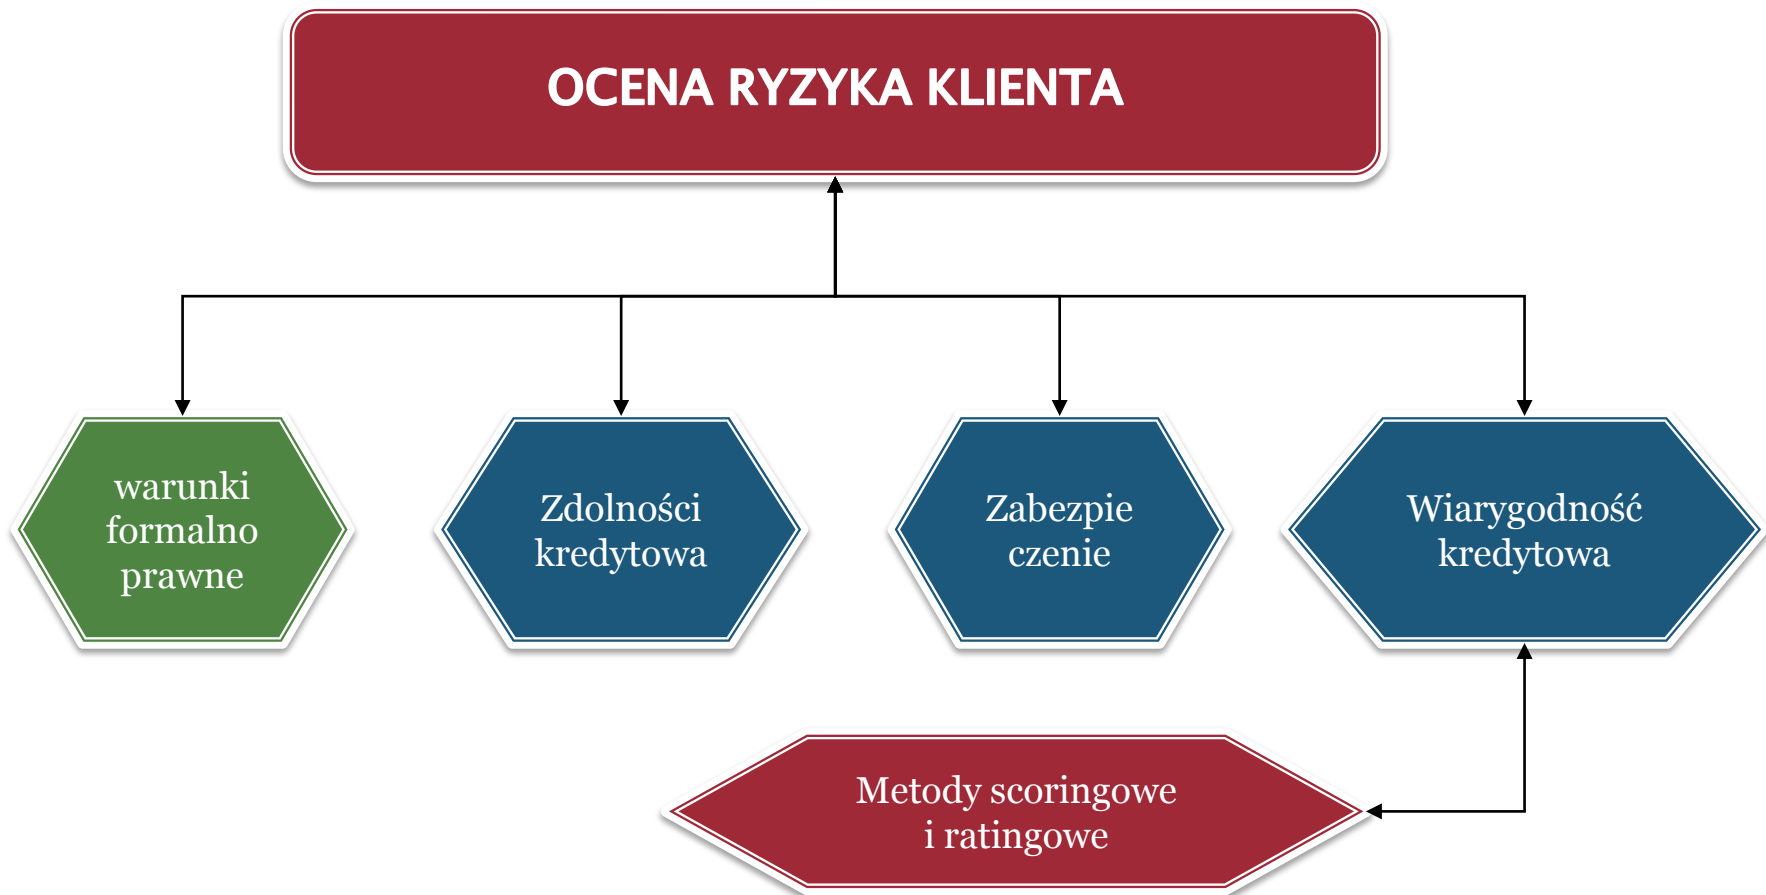 OCENA RYZYKA KLIENTA
warunki
formalno
prawne
Zdolności
kredytowa
Zabezpie
czenie
Wiarygodność
kredytowa
Metody scoringowe
i ratingowe